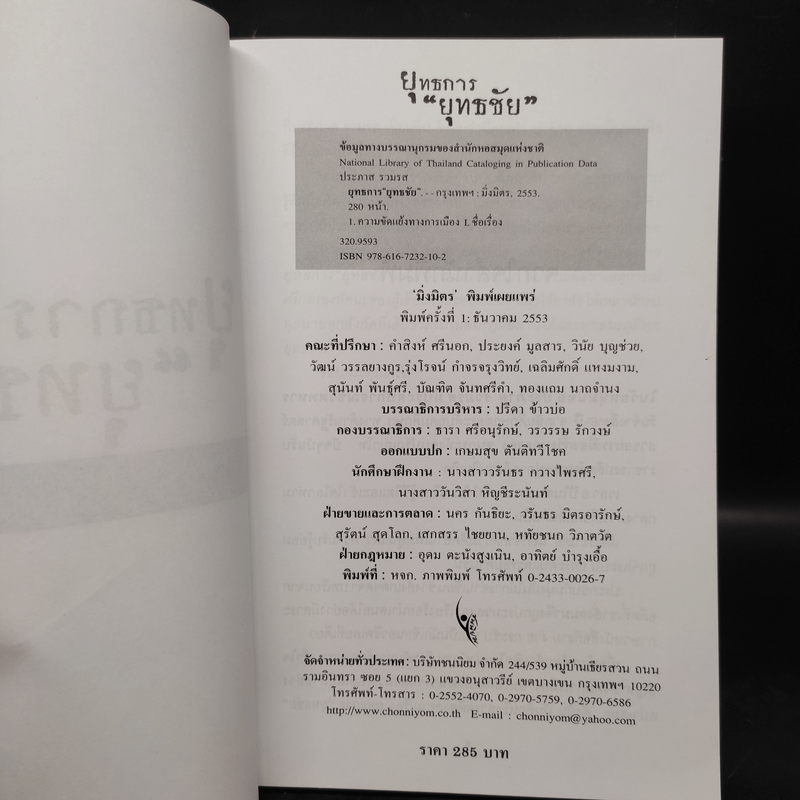 ยุทธการ
"ยุทธชัย"
ข้อมูลทางบรรณานุกรมของสำนักหอสมุดแห่งชาติ
National Library of Thailand Cataloging in Publication Data
ประภาส รวมรส
ยุทธการ"ยุทธชัย". - - กรุงเทพฯ : มิ่งมิตร, 2553.
280 หน้า.
1. ความขัดแย้งทางการเมือง I. ชื่อเรื่อง
320.9593
ISBN 978-616-7232-10-2
'มิ่งมิตร' พิมพ์เผยแพร่
พิมพ์ครั้งที่ 1: ธันวาคม 2553
คณะที่ปรึกษา : คำสิงห์ ศรีนอก, ประยงค์ มูลสาร, วินัย บุญช่วย,
วัฒน์ วรรลยางกูร,รุ่งโรจน์ กำจรจรุงวิทย์, เฉลิมศักดิ์ แหงมงาม,
สุนันท์ พันธุ์ศรี, บัณฑิต จันทศรีคำ, ทองแถม นาถจำนง
บรรณาธิการบริหาร : ปรีดา ข้าวบ่อ
กองบรรณาธิการ : ธารา ศรีอนุรักษ์, วรวรรษ รักวงษ์
ออกแบบปก : เกษมสุข ตันติทวีโชค
นักศึกษาฝึกงาน : นางสาววรันธร กวางไพรศรี,
นางสาววันวิสา หิญชีระนันท์
ฝ่ายขายและการตลาด : นคร กันธิยะ, วรันธร มิตรอารักษ์,
สุรัตน์ สุดโลก, เสกสรร ไชยยาน, หทัยชนก วิภาตวัต
ฝ่ายกฎหมาย : อุดม ตะนังสูงเนิน, อาทิตย์ บำรุงเอื้อ
พิมพ์ที่ : หจก. ภาพพิมพ์ โทรศัพท์ 0-2433-0026-7
จัดจำหน่ายทั่วประเทศ : บริษัทชนนิยม จำกัด 244/539 หมู่บ้านเธียรสวน ถนน
รามอินทรา ซอย 5 (แยก 3) แขวงอนุสาวรีย์ เขตบางเขน กรุงเทพฯ 10220
โทรศัพท์-โทรสาร : 0-2552-4070, 0-2970-5759, 0-2970-6586
http://www.chonniyom.co.th E-mail : chonniyom@yahoo.com
ราคา 285 บาท